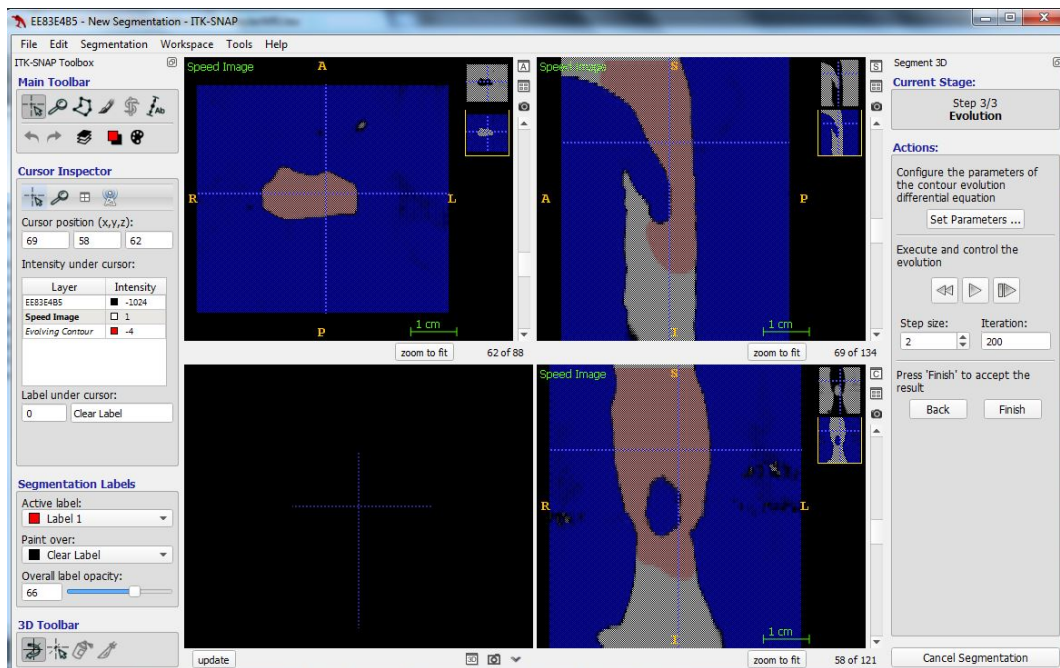 EE83E4B5 - New Segmentation - ITK-SNAP
File Edit Segmentation Workspace Tools Help
ITK-SNAP Toolbox
Main Toolbar
Cursor Inspector
Cursor position (x,y,z):
69 58 62
Intensity under cursor:
Layer Intensity
EE83E4B5 -1024
Speed Image 1
Evolving Contour -4
Label under cursor:
0 Clear Label
Segmentation Labels
Active label:
Label 1
Paint over:
Clear Label
Overall label opacity:
66
3D Toolbar
Speed Image
A
R
L
P
1 cm
A
zoom to fit 62 of 88
Speed Image
S
A
P
I
1 cm
S
zoom to fit 69 of 134
update
3D
Speed Image
S
R
L
I
1 cm
C
zoom to fit 58 of 121
Segment 3D
Current Stage:
Step 3/3
Evolution
Actions:
Configure the parameters of
the contour evolution
differential equation
Set Parameters ...
Execute and control the
evolution
Step size: Iteration:
2 200
Press 'Finish' to accept the
result
Back Finish
Cancel Segmentation